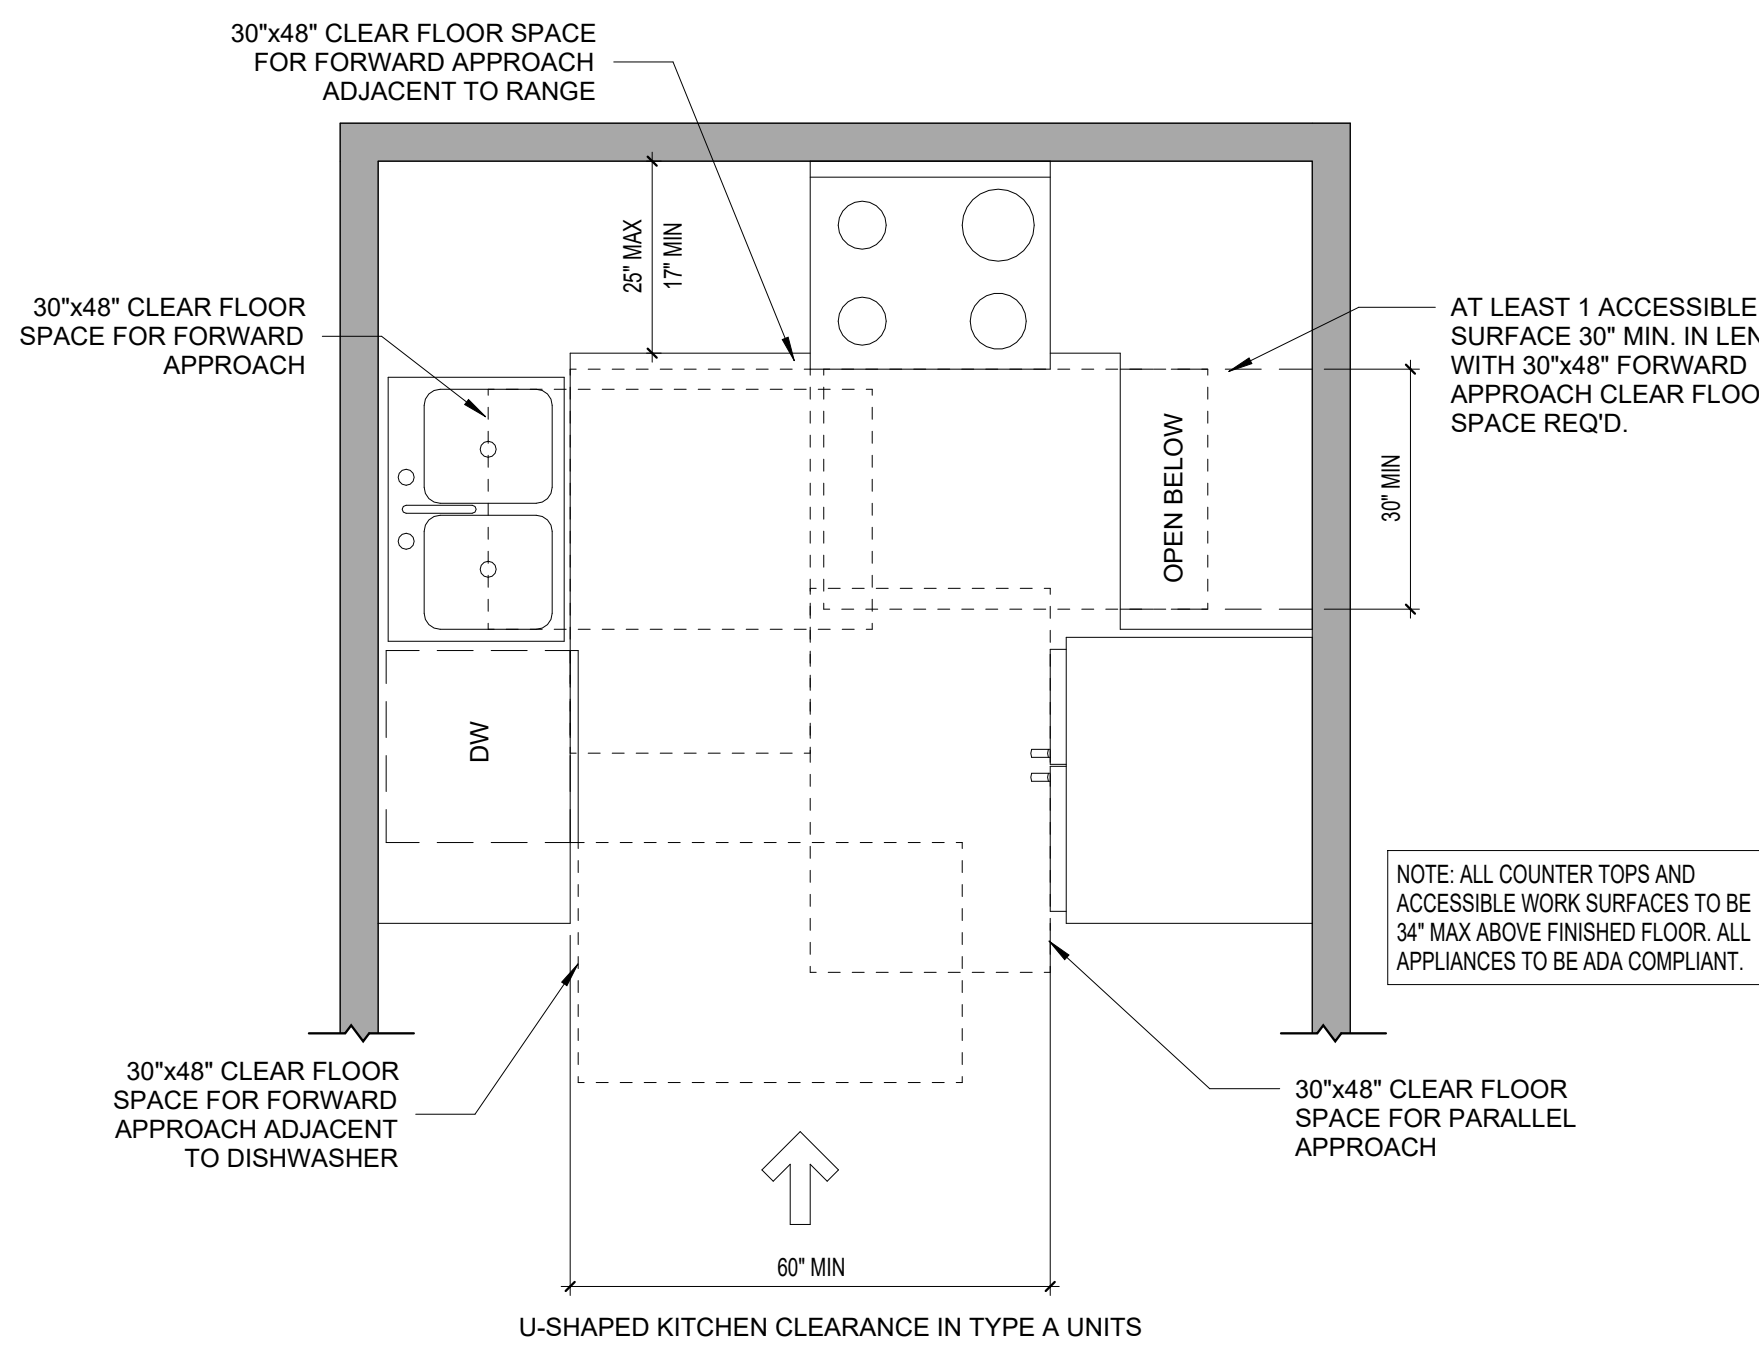 30"x48" CLEAR FLOOR SPACE
FOR FORWARD APPROACH
ADJACENT TO RANGE
25" MAX
17" MIN
30"x48" CLEAR FLOOR
SPACE FOR FORWARD
APPROACH
AT LEAST 1 ACCESSIBLE
SURFACE 30" MIN. IN
WITH 30"x48" FORWARD
APPROACH CLEAR
SPACE REQ'D.
30" MIN
OPEN BELOW
DW
NOTE: ALL COUNTER TOPS AND
ACCESSIBLE WORK SURFACES TO BE
34" MAX ABOVE FINISHED FLOOR. ALL
APPLIANCES TO BE ADA COMPLIANT.
30"x48" CLEAR FLOOR
SPACE FOR FORWARD
APPROACH ADJACENT
TO DISHWASHER
30"x48" CLEAR FLOOR
SPACE FOR PARALLEL
APPROACH
60" MIN
U-SHAPED KITCHEN CLEARANCE IN TYPE A UNITS